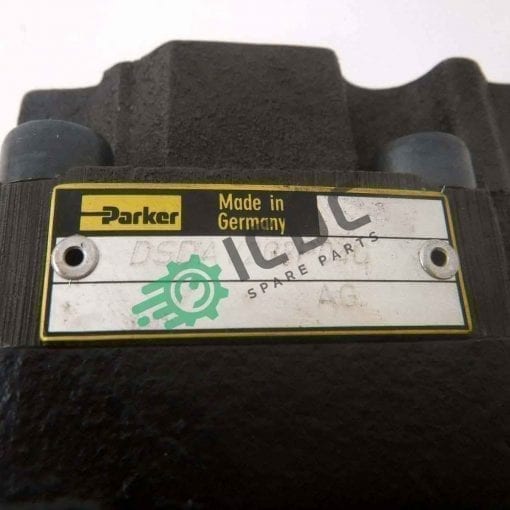 Parker
Made in
Germany
ICDC
SPARE PARTS
AG